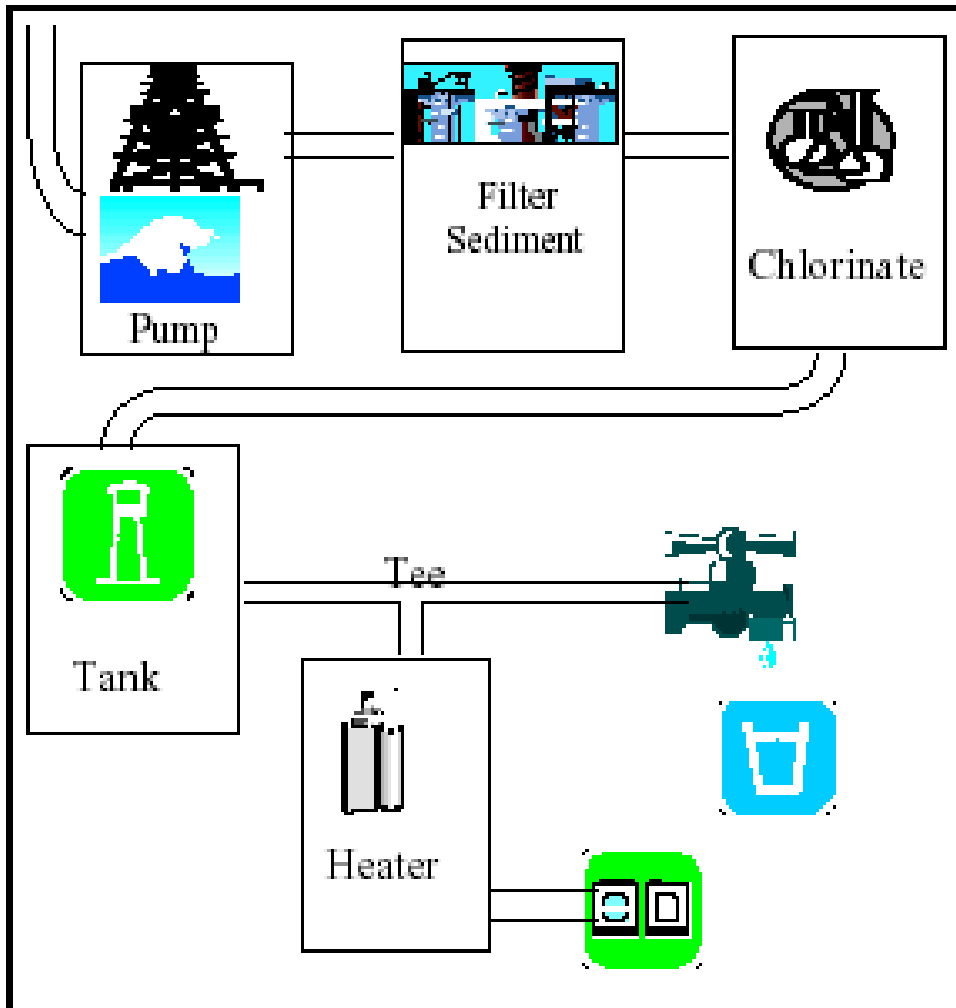 Pump
Filter
Sediment
Chlorinate
Tank
Tee
Heater